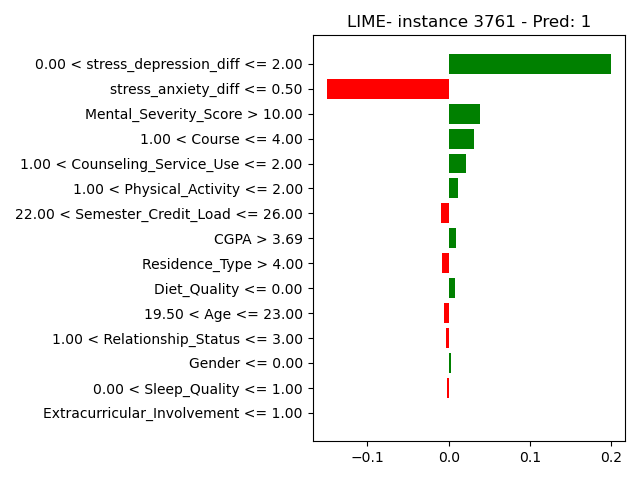 LIME- instance 3761 - Pred: 1
0.00 < stress_depression_diff <= 2.00
stress_anxiety_diff <= 0.50
Mental_Severity_Score > 10.00
1.00 < Course <= 4.00
1.00 < Counseling_Service_Use <= 2.00
1.00 < Physical_Activity <= 2.00
22.00 < Semester_Credit_Load <= 26.00
CGPA > 3.69
Residence_Type > 4.00
Diet_Quality <= 0.00
19.50 < Age <= 23.00
1.00 < Relationship_Status <= 3.00
Gender <= 0.00
0.00 < Sleep_Quality <= 1.00
Extracurricular_Involvement <= 1.00
−0.1 0.0 0.1 0.2